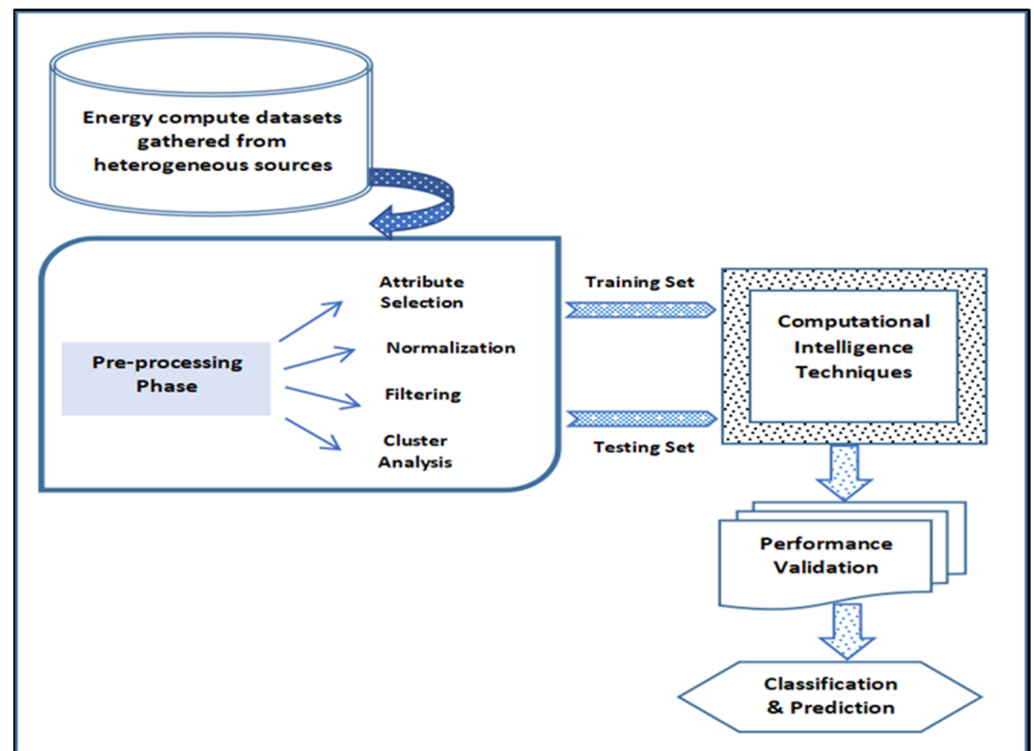 Energy compute datasets
gathered from
heterogeneous sources
Pre-processing
Phase
Attribute
Selection
Normalization
Filtering
Cluster
Analysis
Training Set
Testing Set
Computational
Intelligence
Techniques
Performance
Validation
Classification
& Prediction